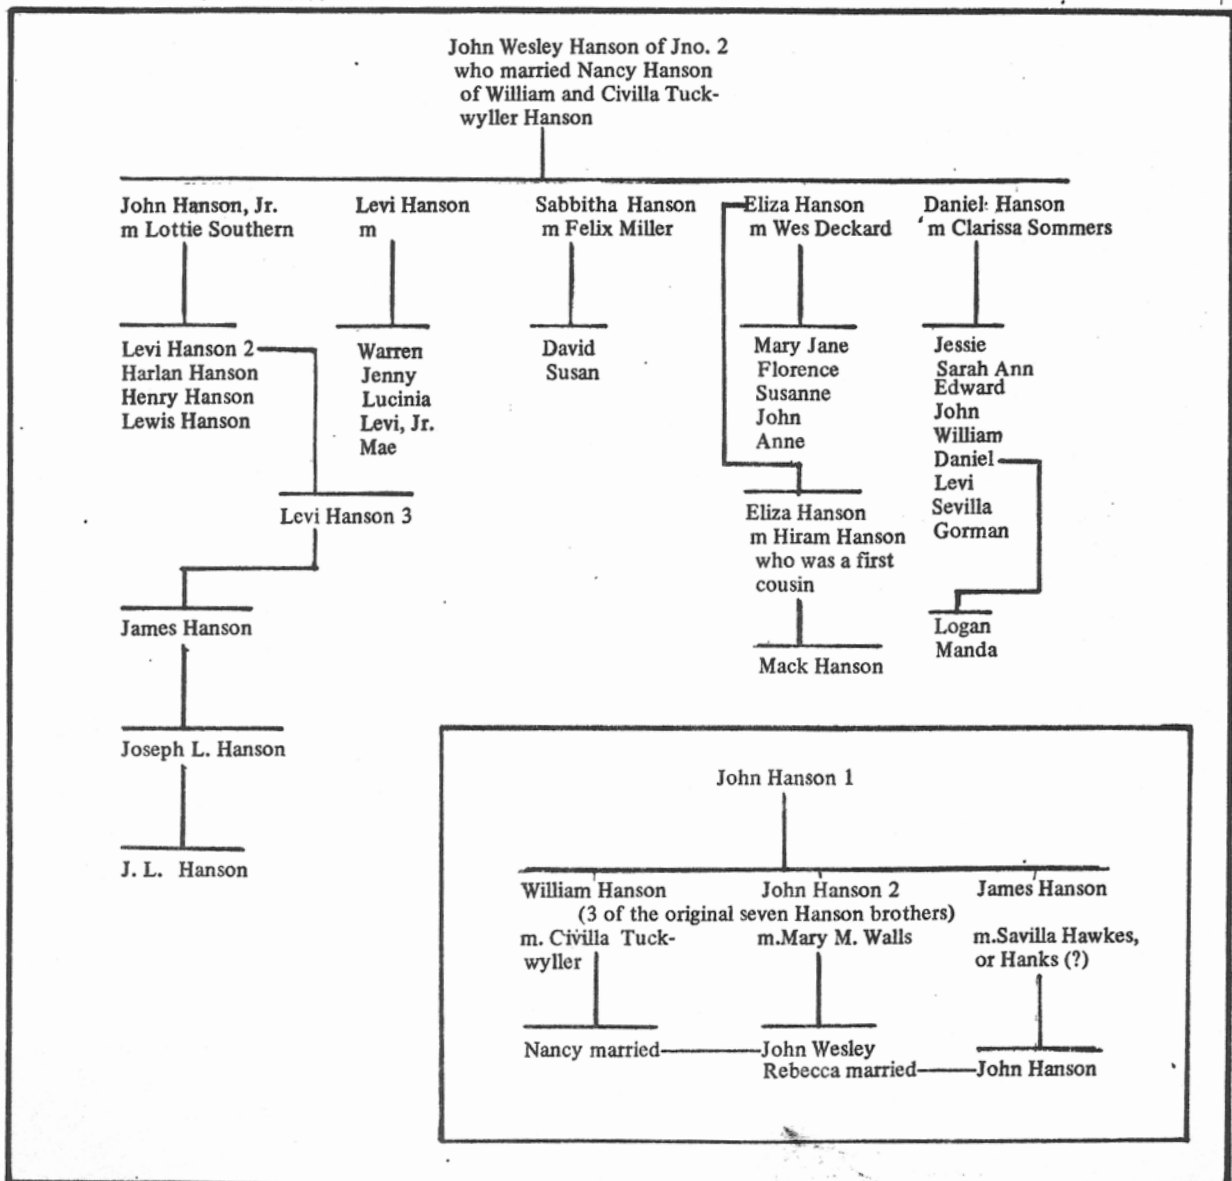 John Wesley Hanson of Jno. 2
who married Nancy Hanson
of William and Civilla Tuck-
wyller Hanson
John Hanson, Jr.
m Lottie Southern
Levi Hanson
m
Sabbitha Hanson
m Felix Miller
Eliza Hanson
m Wes Deckard
Daniel Hanson
m Clarissa Sommers
Levi Hanson 2
Harlan Hanson
Henry Hanson
Lewis Hanson
Warren
Jenny
Lucinia
Levi, Jr.
Mae
David
Susan
Mary Jane
Florence
Susanne
John
Anne
Jessie
Sarah Ann
Edward
John
William
Daniel
Levi
Sevilla
Gorman
Levi Hanson 3
Eliza Hanson
m Hiram Hanson
who was a first
cousin
James Hanson
Logan
Manda
Mack Hanson
Joseph L. Hanson
J. L. Hanson
John Hanson 1
William Hanson
John Hanson 2
James Hanson
(3 of the original seven Hanson brothers)
m. Civilla Tuck-
wyller
m.Mary M. Walls
m.Savilla Hawkes,
or Hanks (?)
Nancy married
John Wesley
Rebecca married
John Hanson